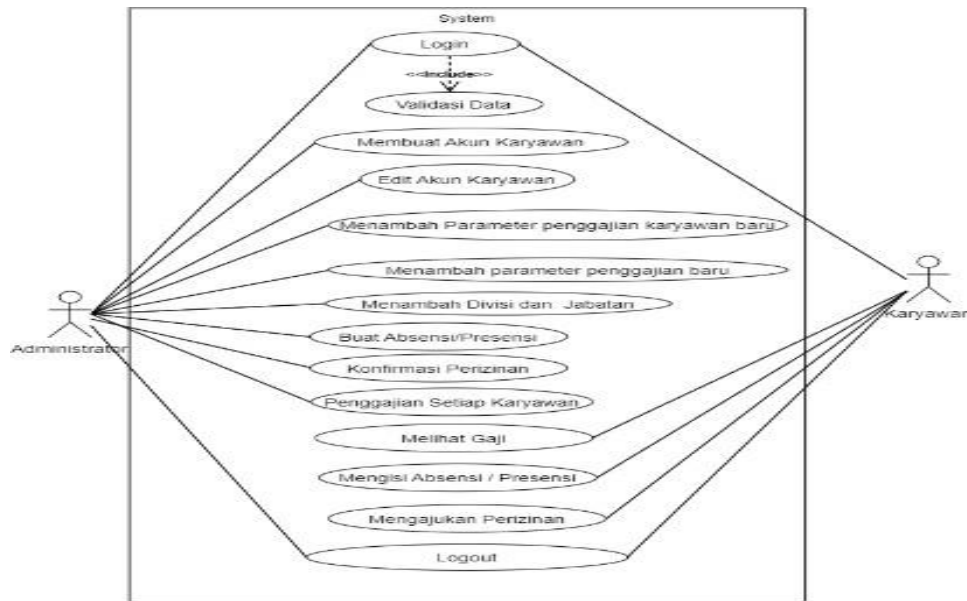 System
Login
<<Include>>
Validasi Data
Membuat Akun Karyawan
Edit Akun Karyawan
Menambah Parameter penggajian karyawan baru
Menambah parameter penggajian baru
Menambah Divisi dan Jabatan
Buat Absensi/Presensi
Konfirmasi Perizinan
Penggajian Setiap Karyawan
Melihat Gaji
Mengisi Absensi / Presensi
Mengajukan Perizinan
Logout
Administrator
Karyawan